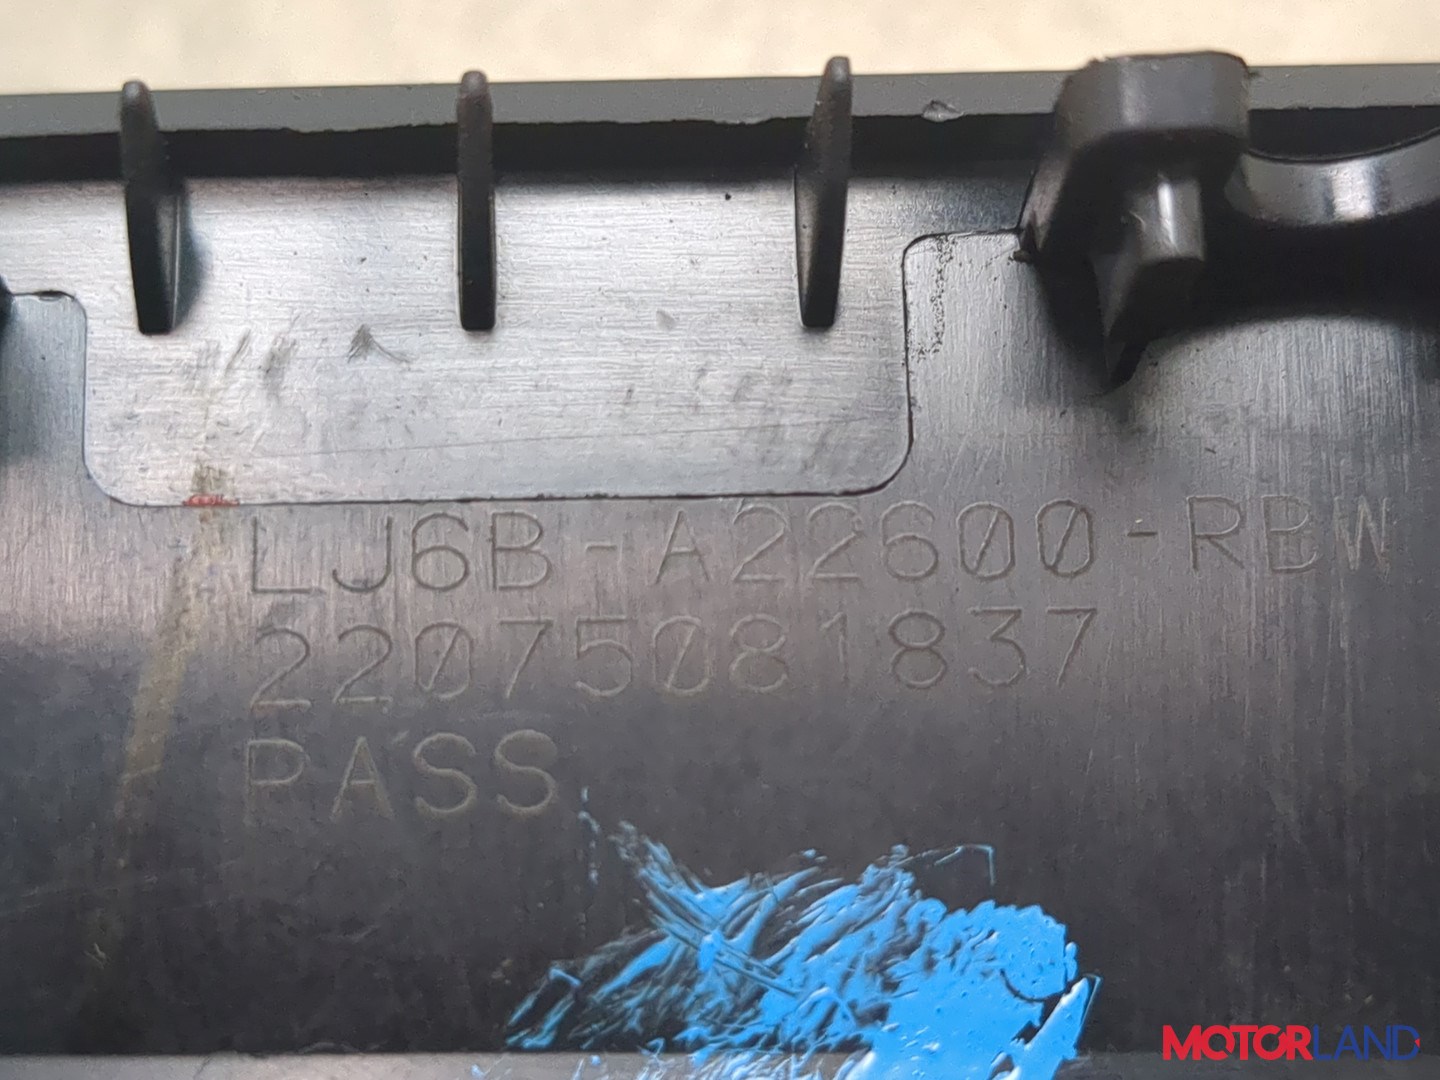 LJ6B-A22600-RBW
22075081837
PASS
MOTORLAND